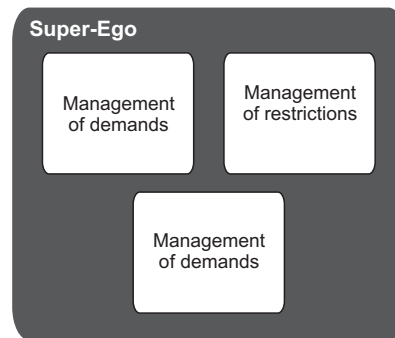 Super-Ego
Management
of demands
Management
of restrictions
Management
of demands